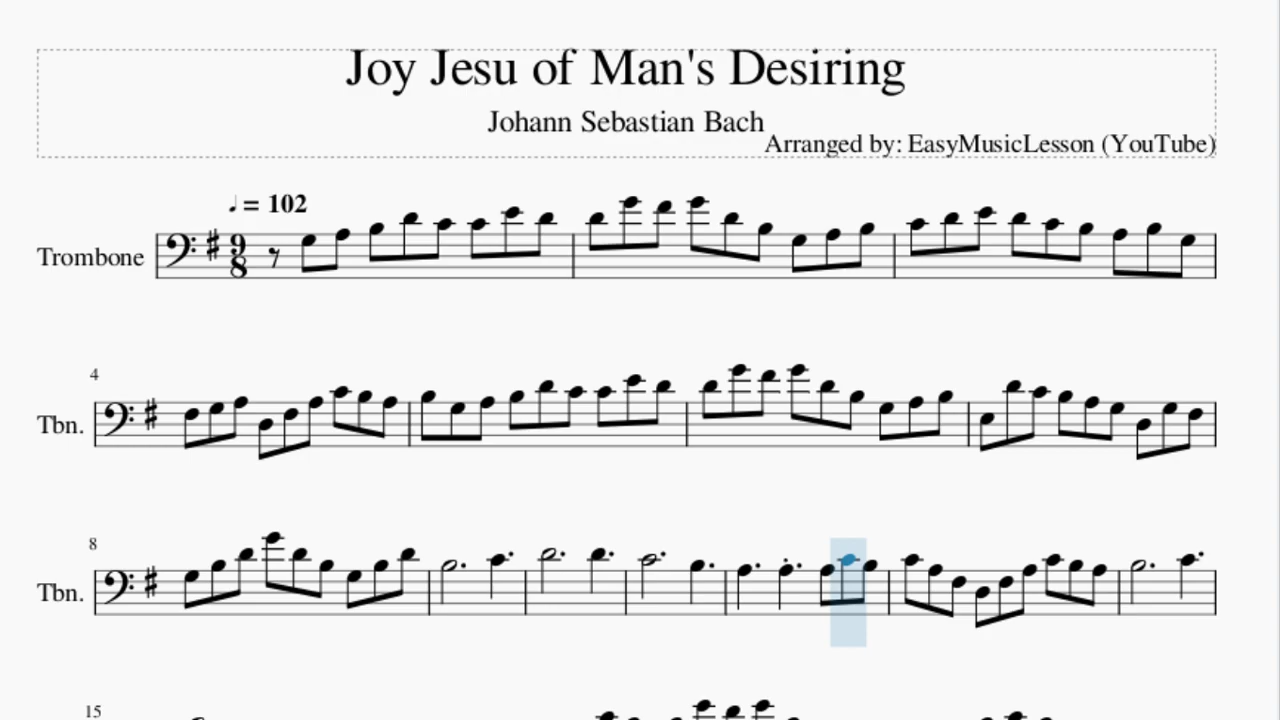 Joy Jesu of Man's Desiring
Johann Sebastian Bach
Arranged by: EasyMusicLesson (YouTube)
♩ = 102
Trombone
9
8
4
Tbn.
8
Tbn.
15